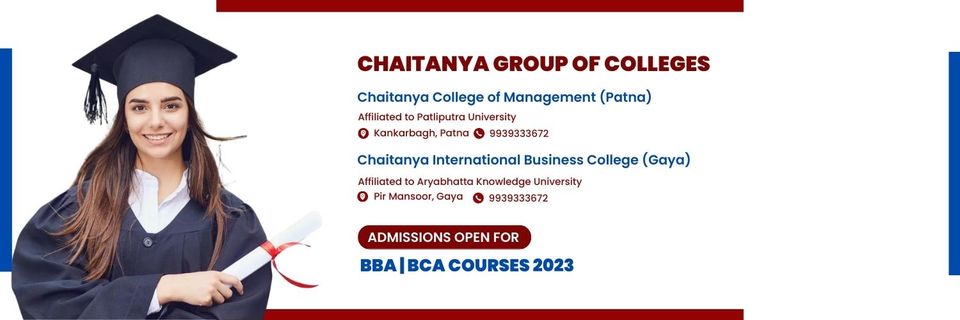 CHAITANYA GROUP OF COLLEGES
Chaitanya College of Management (Patna)
Affiliated to Patliputra University
Kankarbagh, Patna 9939333672
Chaitanya International Business College (Gaya)
Affiliated to Aryabhatta Knowledge University
Pir Mansoor, Gaya 9939333672
ADMISSIONS OPEN FOR
BBA | BCA COURSES 2023